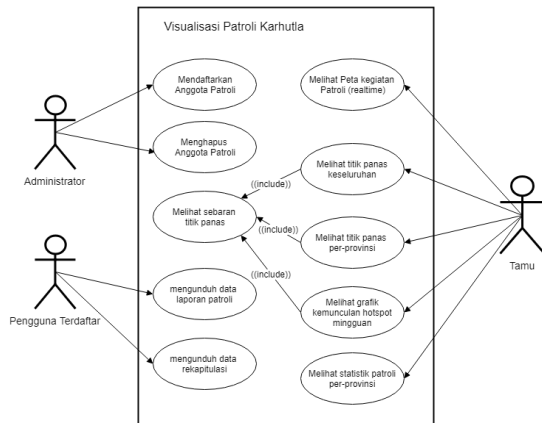 Visualisasi Patroli Karhutla
Mendaftarkan
Anggota Patroli
Melihat Peta kegiatan
Patroli (realtime)
Menghapus
Anggota Patroli
Melihat titik panas
keseluruhan
Administrator
((include))
Melihat sebaran
titik panas
Tamu
((include))
Melihat titik panas
per-provinsi
((include))
mengunduh data
laporan patroli
Melihat grafik
kemunculan hotspot
mingguan
Pengguna Terdaftar
mengunduh data
rekapitulasi
Melihat statistik patroli
per-provinsi